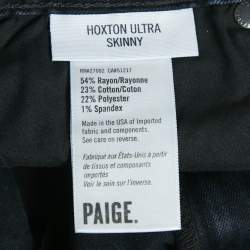 HOXTON ULTRA
SKINNY
54% Rayon/Rayonne
23% Cotton/Coton
22% Polyester
1% Spandex
Made in the USA of Imported
fabric and components.
See care on reverse.
Fabriqué aux États-Unis à partir
de tissus et composants
importés
Voir le soin sur l'inverse.
PAIGE.